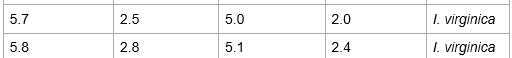 5.7 2.5 5.0 2.0 I. virginica
5.8 2.8 5.1 2.4 I. virginica